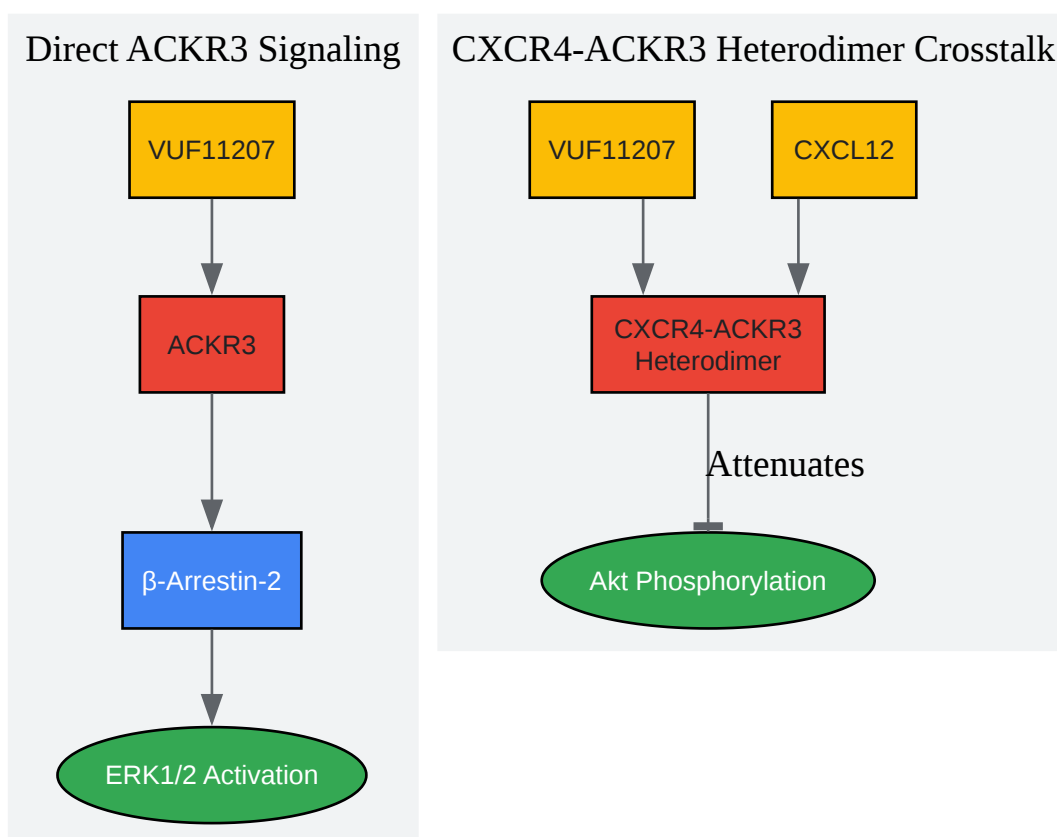 Direct ACKR3 Signaling
VUF11207
ACKR3
β-Arrestin-2
ERK1/2 Activation
CXCR4-ACKR3 Heterodimer Crosstalk
VUF11207
CXCL12
CXCR4-ACKR3
Heterodimer
Attenuates
Akt Phosphorylation